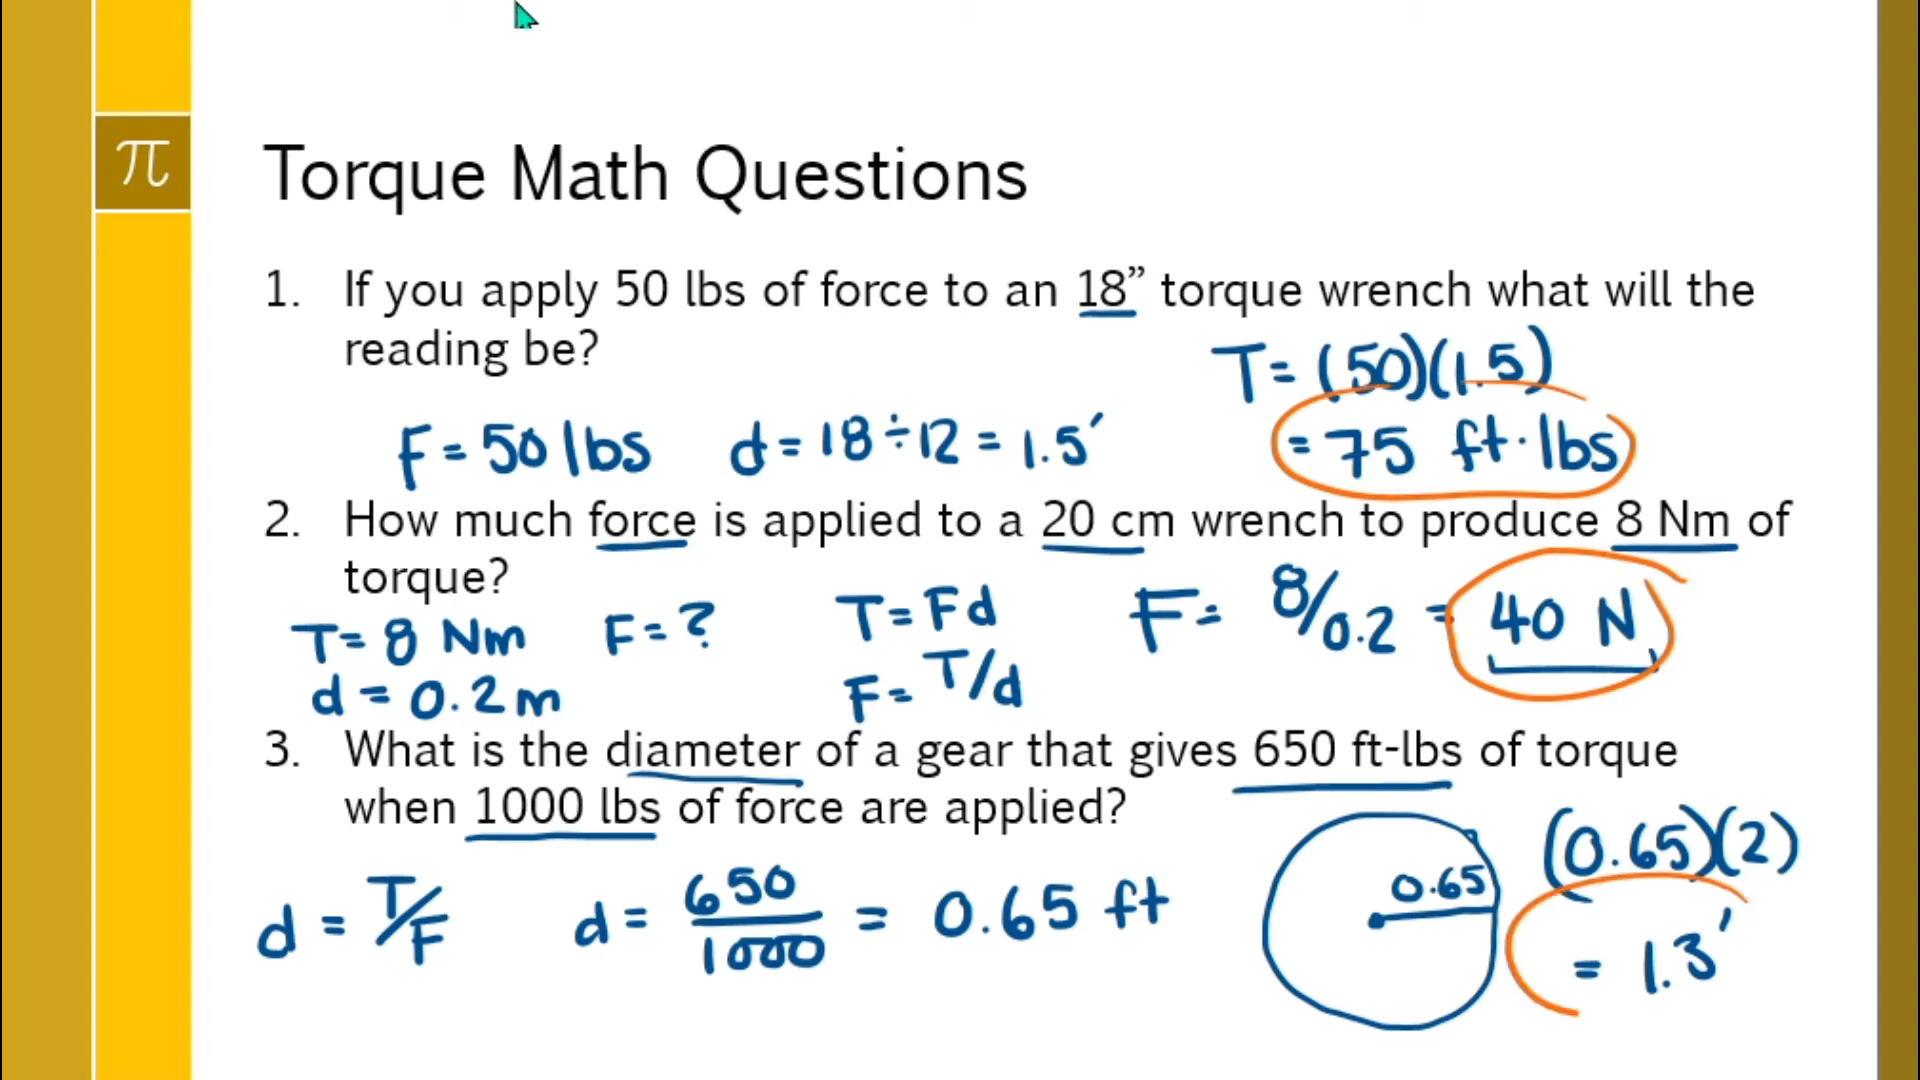 π
Torque Math Questions
1. If you apply 50 lbs of force to an 18” torque wrench what will the
reading be?
T = (50)(1.5)
F = 50 lbs d = 18 ÷ 12 = 1.5′
= 75 ft·lbs
2. How much force is applied to a 20 cm wrench to produce 8 Nm of
torque?
T = 8 Nm F = ? T = Fd F = 8/0.2 = 40 N
d = 0.2 m F = T/d
3. What is the diameter of a gear that gives 650 ft-lbs of torque
when 1000 lbs of force are applied?
d = T/F d = 650/1000 = 0.65 ft 0.65 (0.65)(2)
= 1.3′